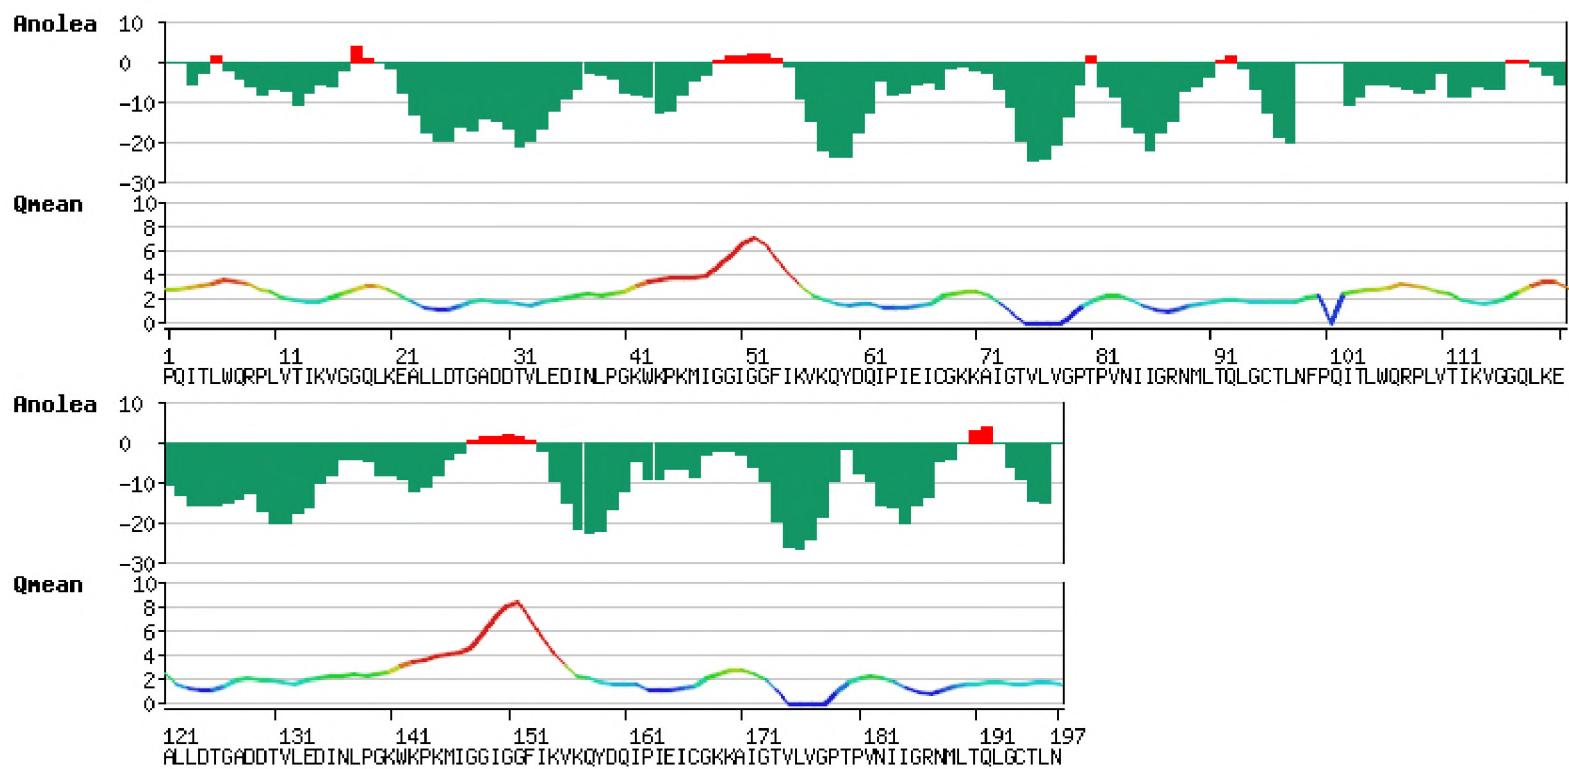 Anolea
10
0
-10
-20
-30
Qmean
10
8
6
4
2
0
1 11 21 31 41 51 61 71 81 91 101 111
PQITLWQRPLVTIKVGGQLKEALLDTGADDTVLEDINLPGKWKPKMIGGIGGFIKVKQYDQIPIEICGKKAIGTVLVGPTPVNIIGRNMLTQLGCTLNFPQITLWQRPLVTIKVGGQLKE
Anolea
10
0
-10
-20
-30
Qmean
10
8
6
4
2
0
121 131 141 151 161 171 181 191 197
ALLDTGADDTVLEDINLPGKWKPKMIGGIGGFIKVKQYDQIPIEICGKKAIGTVLVGPTPVNIIGRNMLTQLGCTLN